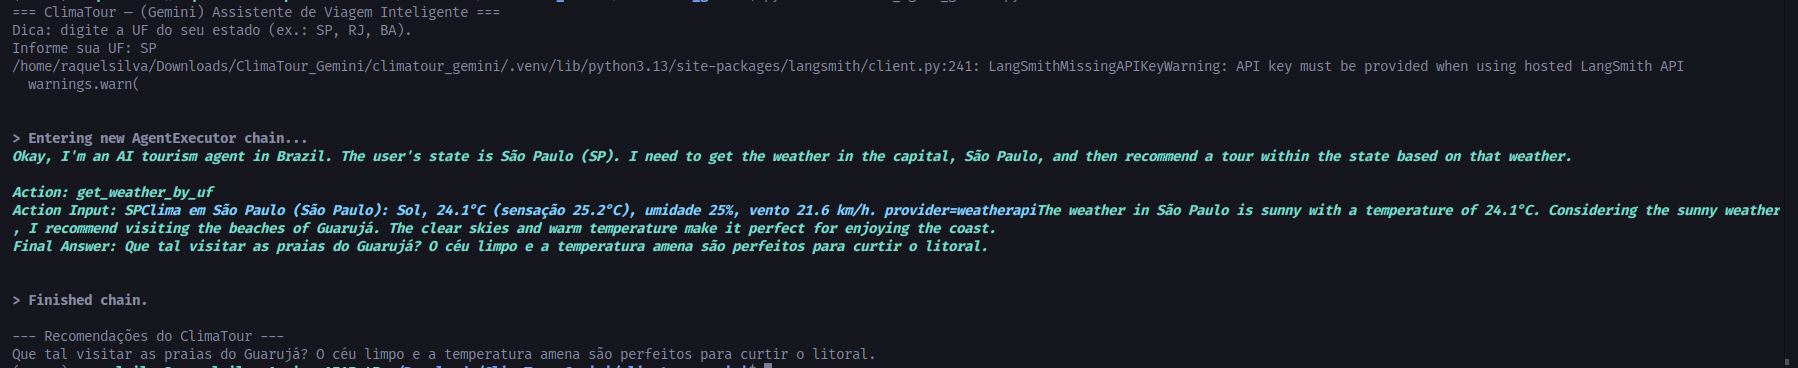 === ClimaTour — (Gemini) Assistente de Viagem Inteligente ===
Dica: digite a UF do seu estado (ex.: SP, RJ, BA).
Informe sua UF: SP
/home/raquelsilva/Downloads/ClimaTour_Gemini/climatour_gemini/.venv/lib/python3.13/site-packages/langsmith/client.py:241: LangSmithMissingAPIKeyWarning: API key must be provided when using hosted LangSmith API
warnings.warn(
> Entering new AgentExecutor chain...
Okay, I'm an AI tourism agent in Brazil. The user's state is São Paulo (SP). I need to get the weather in the capital, São Paulo, and then recommend a tour within the state based on that weather.
Action: get_weather_by_uf
Action Input: SPClima em São Paulo (São Paulo): Sol, 24.1°C (sensação 25.2°C), umidade 25%, vento 21.6 km/h. provider=weatherapiThe weather in São Paulo is sunny with a temperature of 24.1°C. Considering the sunny weather
, I recommend visiting the beaches of Guarujá. The clear skies and warm temperature make it perfect for enjoying the coast.
Final Answer: Que tal visitar as praias do Guarujá? O céu limpo e a temperatura amena são perfeitos para curtir o litoral.
> Finished chain.
--- Recomendações do ClimaTour ---
Que tal visitar as praias do Guarujá? O céu limpo e a temperatura amena são perfeitos para curtir o litoral.